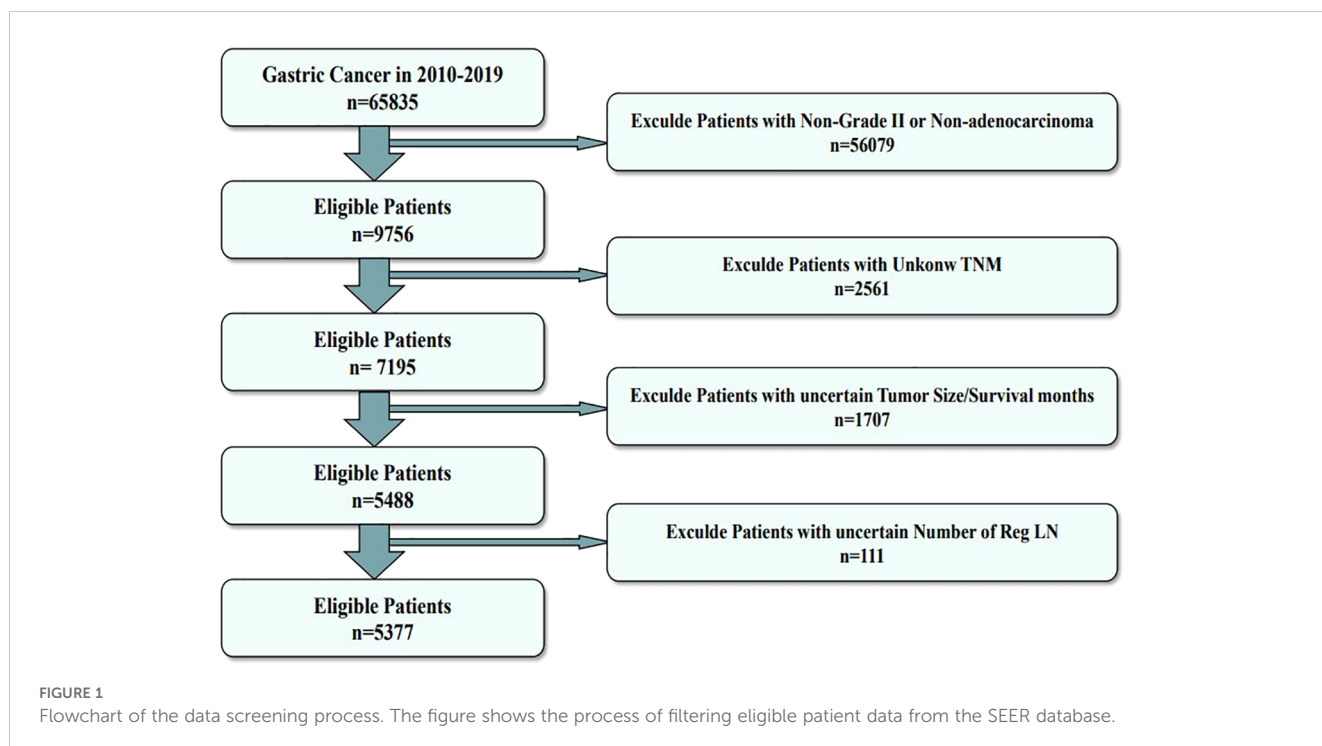 Gastric Cancer in 2010-2019
n=65835
Exculde Patients with Non-Grade II or Non-adenocarcinoma
n=56079
Eligible Patients
n=9756
Exculde Patients with Unkonw TNM
n=2561
Eligible Patients
n= 7195
Exculde Patients with uncertain Tumor Size/Survival months
n=1707
Eligible Patients
n=5488
Exculde Patients with uncertain Number of Reg LN
n=111
Eligible Patients
n=5377
FIGURE 1
Flowchart of the data screening process. The figure shows the process of filtering eligible patient data from the SEER database.